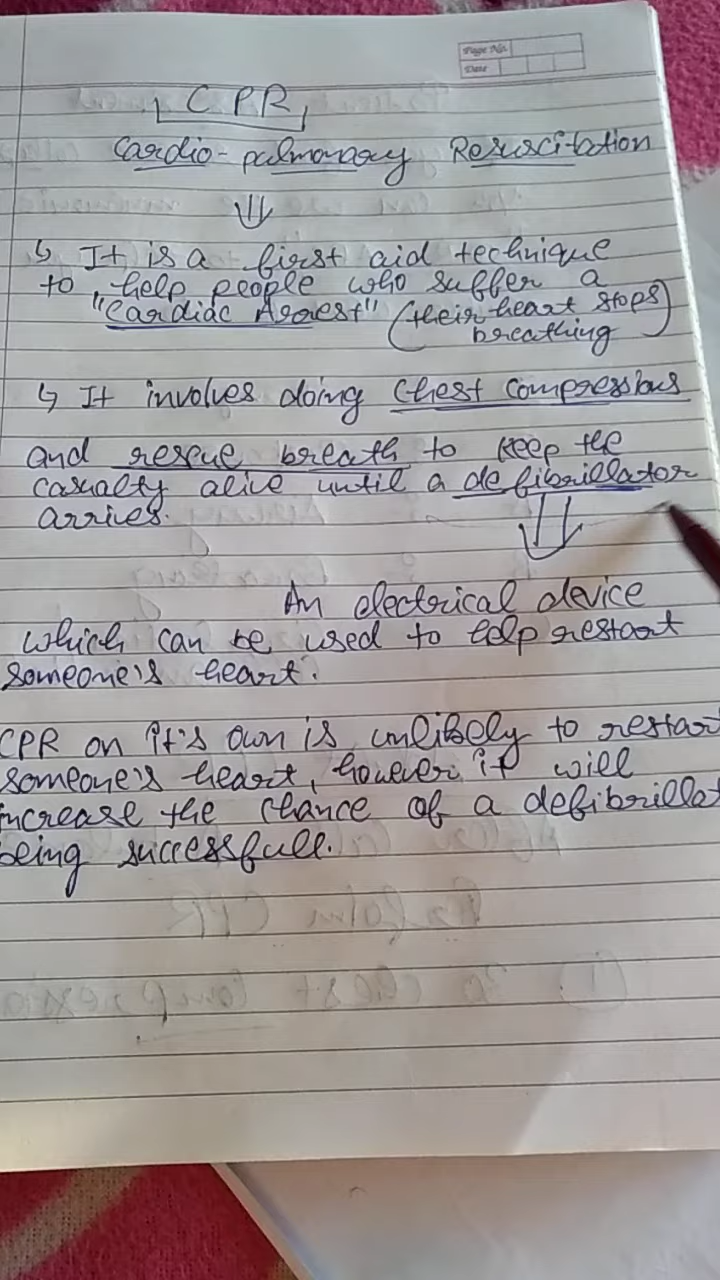 Page No.
Date
CPR
Cardio-pulmonary Resuscitation
↳ It is a first aid technique
to help people who suffer a
"Cardiac Arrest" (their heart stops
breathing)
↳ It involves doing Chest compressions
and rescue breath to keep the
casualty alive until a defibrillator
arrives.
An electrical device
which can be used to help restart
someone's heart.
CPR on it's own is unlikely to restart
someone's heart, however it will
increase the chance of a defibrillat
being successfull.